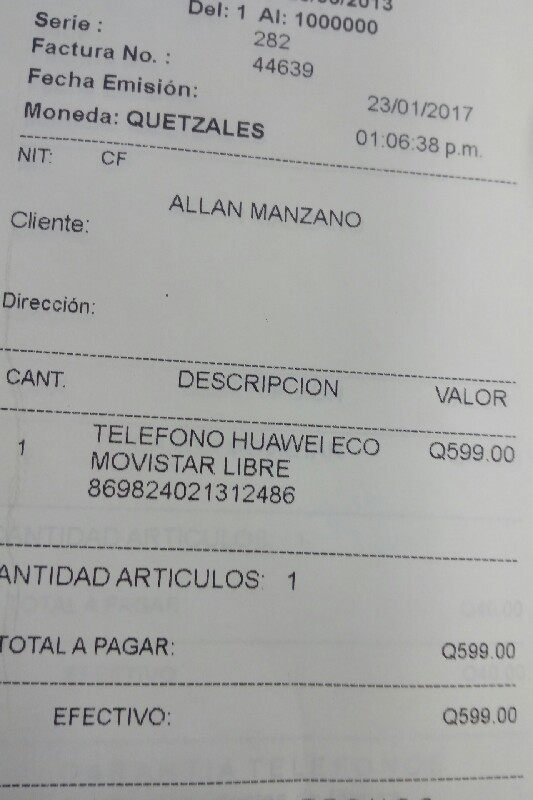 Del: 1 Al: 1000000
Serie : 282
Factura No. : 44639
Fecha Emisión: 23/01/2017
Moneda: QUETZALES 01:06:38 p.m.
NIT: CF
ALLAN MANZANO
Cliente:
Dirección:
CANT. DESCRIPCION VALOR
1 TELEFONO HUAWEI ECO Q599.00
MOVISTAR LIBRE
869824021312486
ANTIDAD ARTICULOS: 1
TOTAL A PAGAR: Q599.00
EFECTIVO: Q599.00